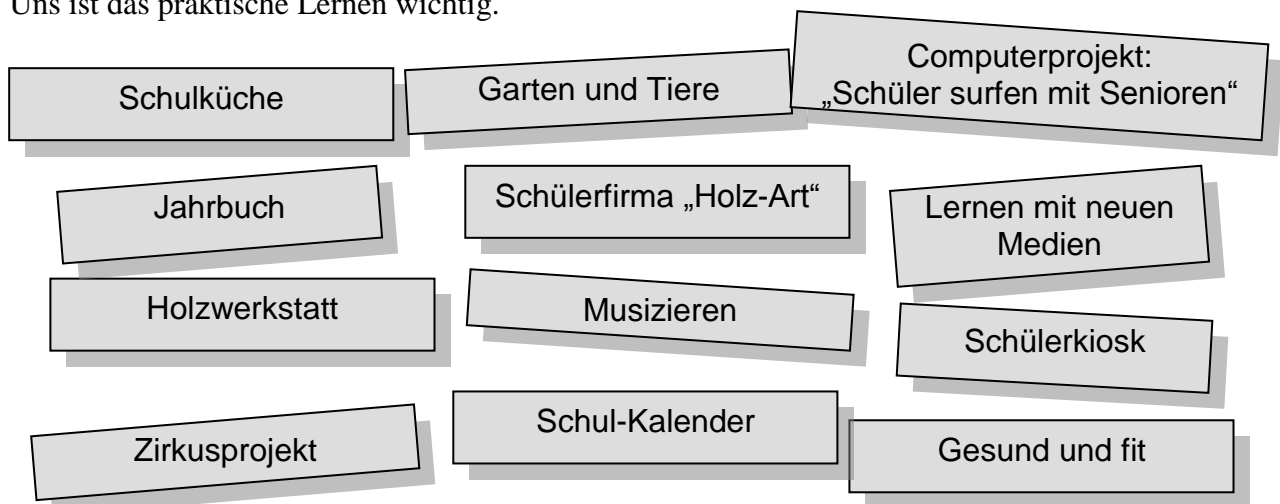 Uns ist das praktische Lernen wichtig.
Schulküche
Garten und Tiere
Computerprojekt:
„Schüler surfen mit Senioren“
Jahrbuch
Schülerfirma „Holz-Art“
Lernen mit neuen
Medien
Holzwerkstatt
Musizieren
Schülerkiosk
Zirkusprojekt
Schul-Kalender
Gesund und fit